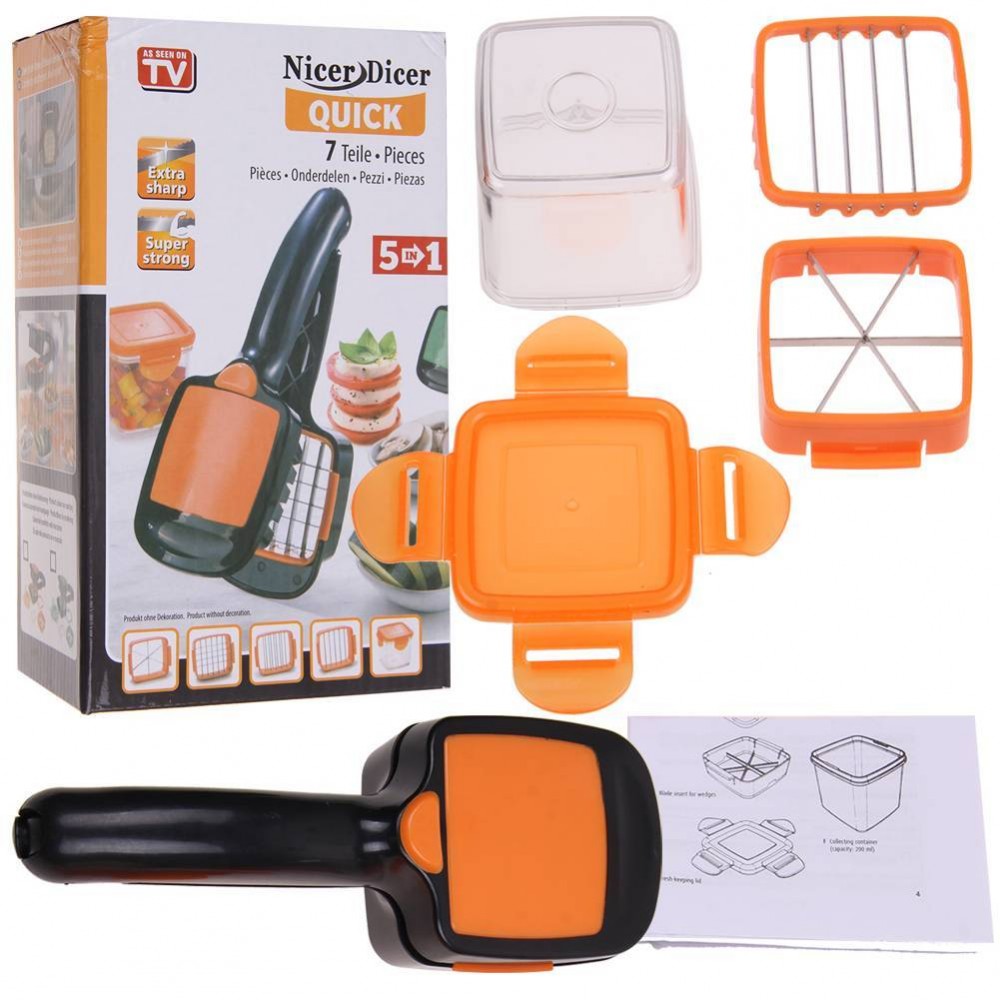 AS SEEN ON
TV
Nicer Dicer
QUICK
7 Teile • Pieces
Pièces • Onderdelen • Pezzi • Piezas
Extra
sharp
Super
strong
5 IN 1
Produkt ohne Dekoration. Product without decoration.
Blade insert for wedges
Fresh-keeping lid
Collecting container
(capacity: 200 ml)
4